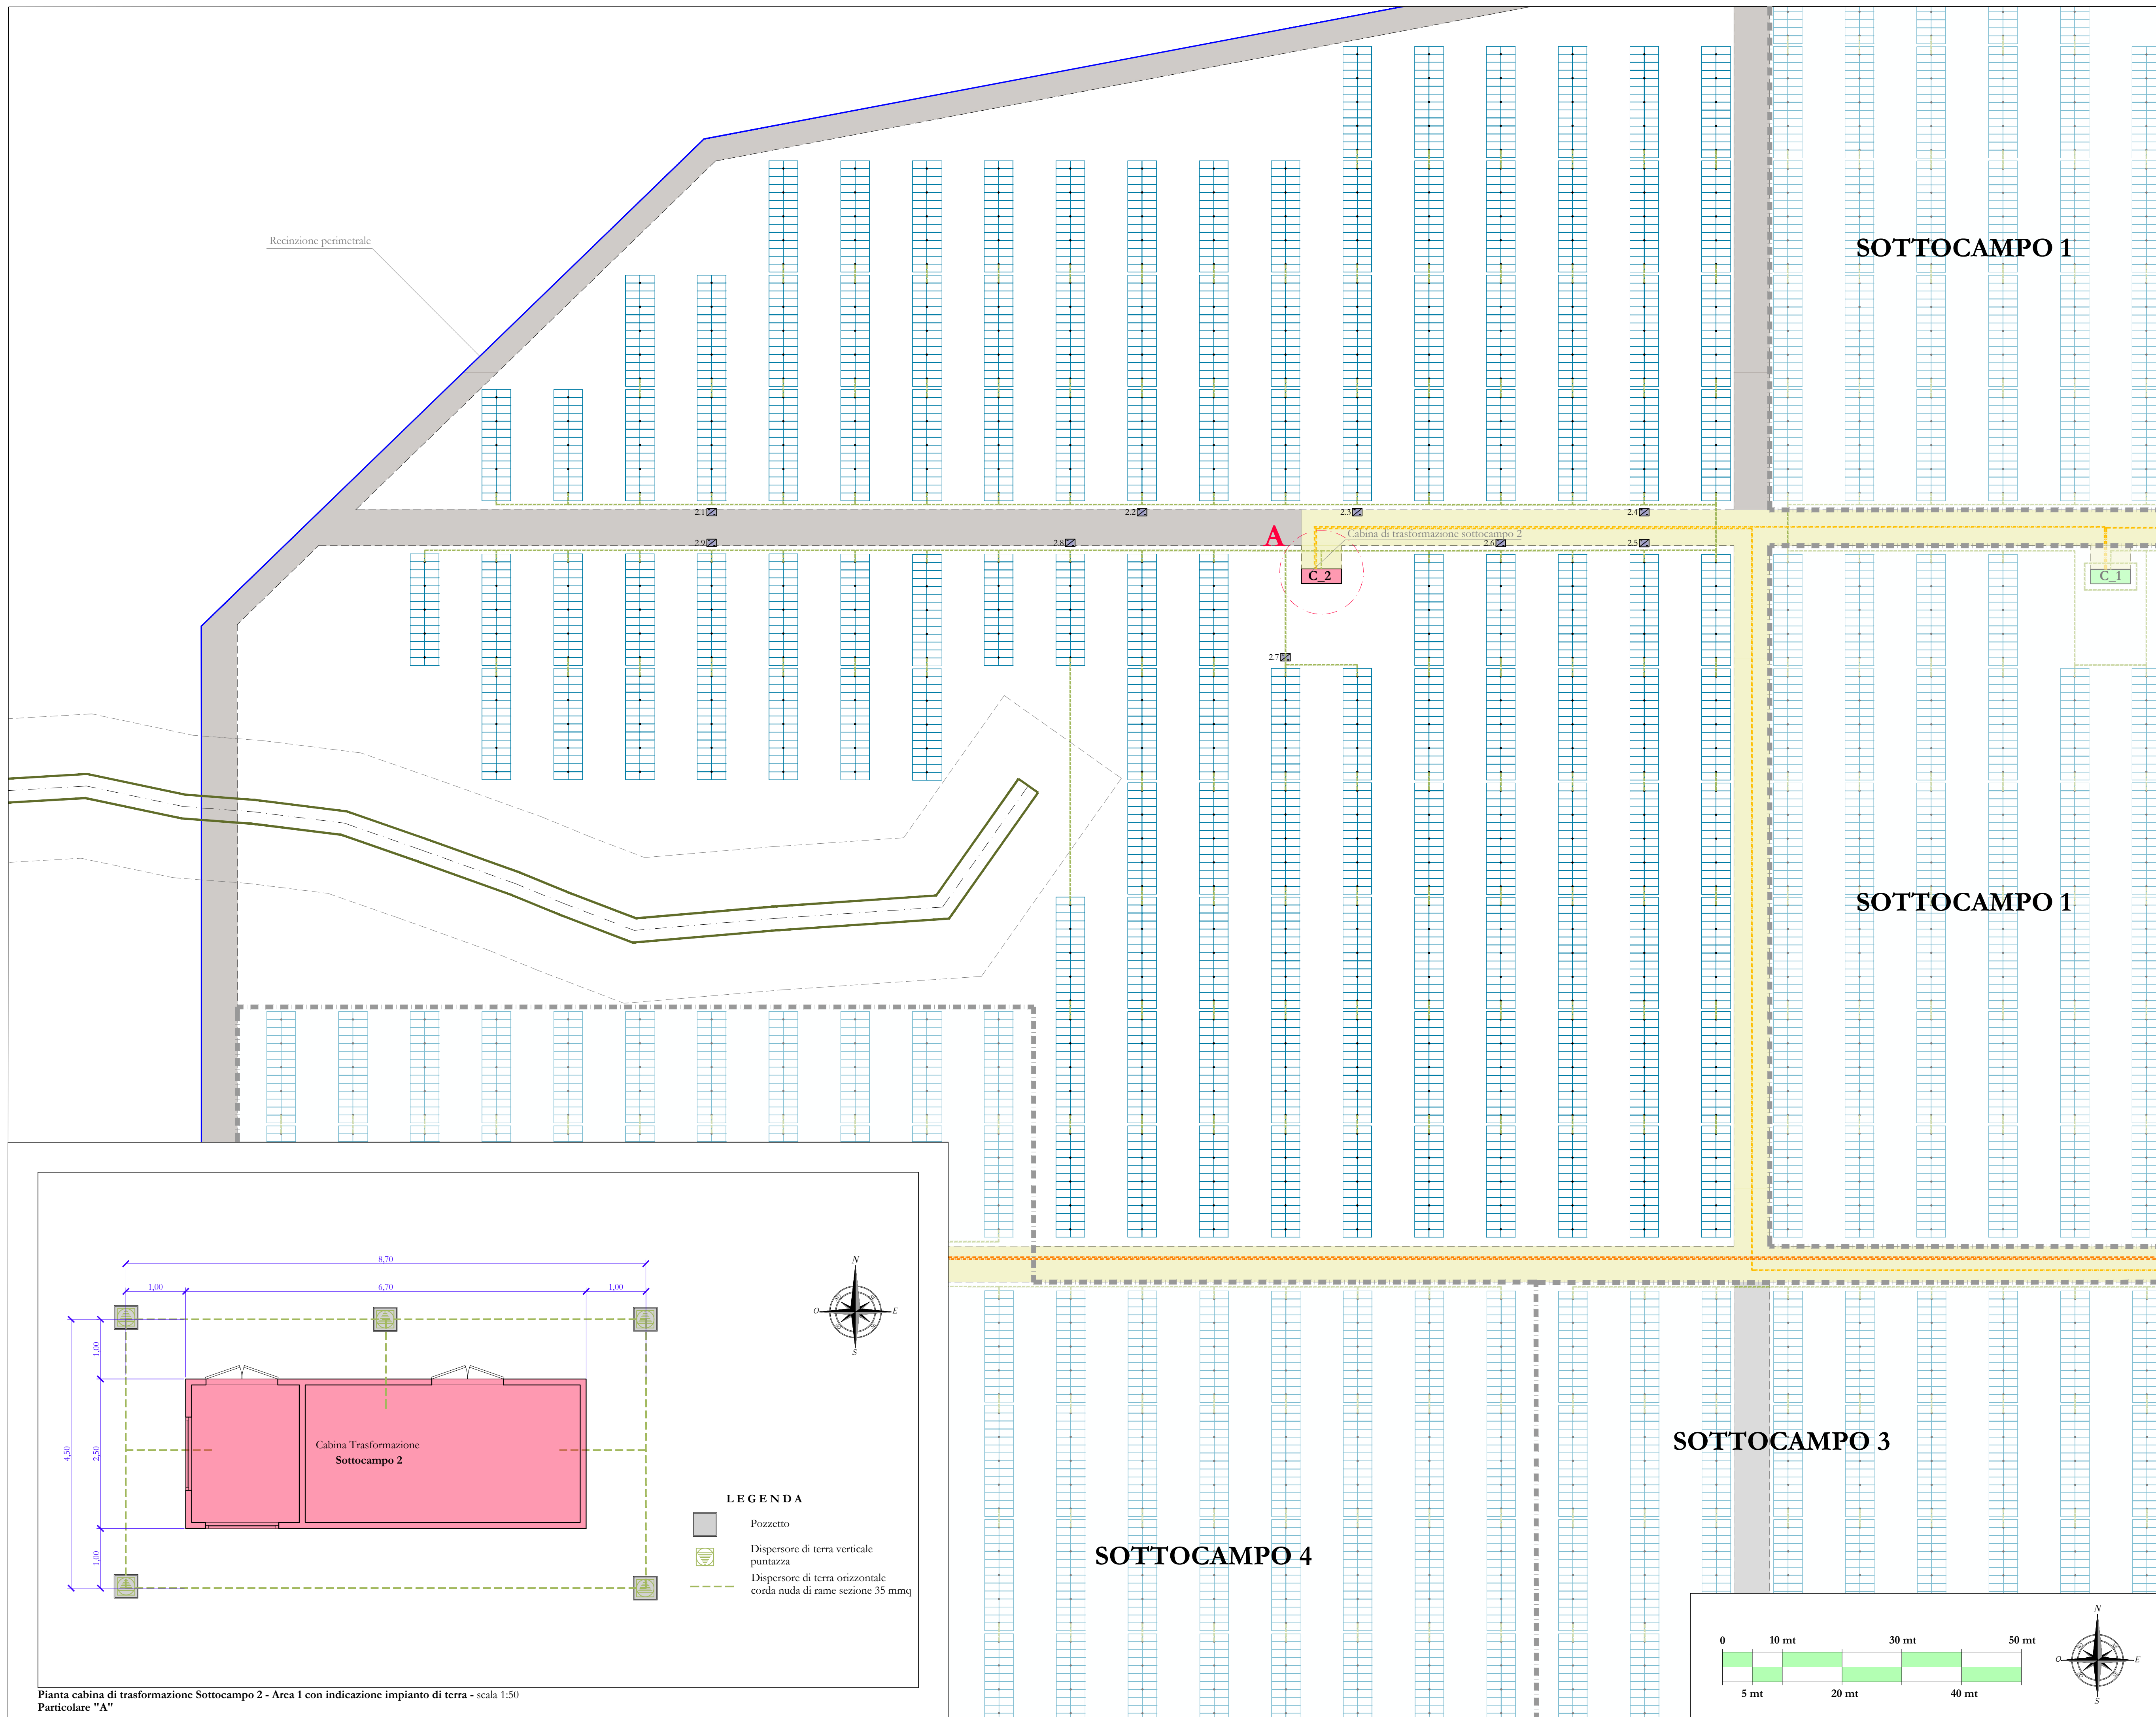 SOTTOCAMPO 1
Recinzione perimetrale
2.1
2.2
2.3
2.4
A
Cabina di trasformazione sottocampo 2
2.9
2.8
2.6
2.5
C_2
C_1
2.7
SOTTOCAMPO 1
SOTTOCAMPO 3
SOTTOCAMPO 4
8,70
1,00
6,70
1,00
N
O
E
S
4,50
1,00
2,50
1,00
Cabina Trasformazione
Sottocampo 2
LEGENDA
Pozzetto
Dispersore di terra verticale
puntazza
Dispersore di terra orizzontale
corda nuda di rame sezione 35 mmq
Pianta cabina di trasformazione Sottocampo 2 - Area 1 con indicazione impianto di terra - scala 1:50
Particolare "A"
0
10 mt
30 mt
50 mt
5 mt
20 mt
40 mt
N
O
E
S